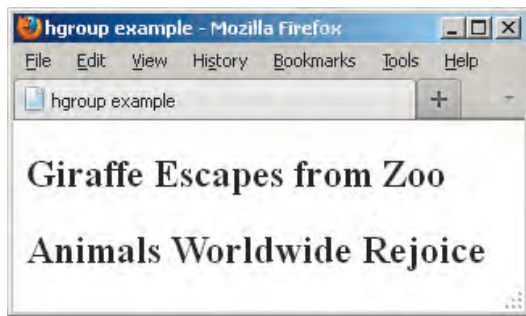 hgroup example - Mozilla Firefox
File Edit View History Bookmarks Tools Help
hgroup example
Giraffe Escapes from Zoo
Animals Worldwide Rejoice